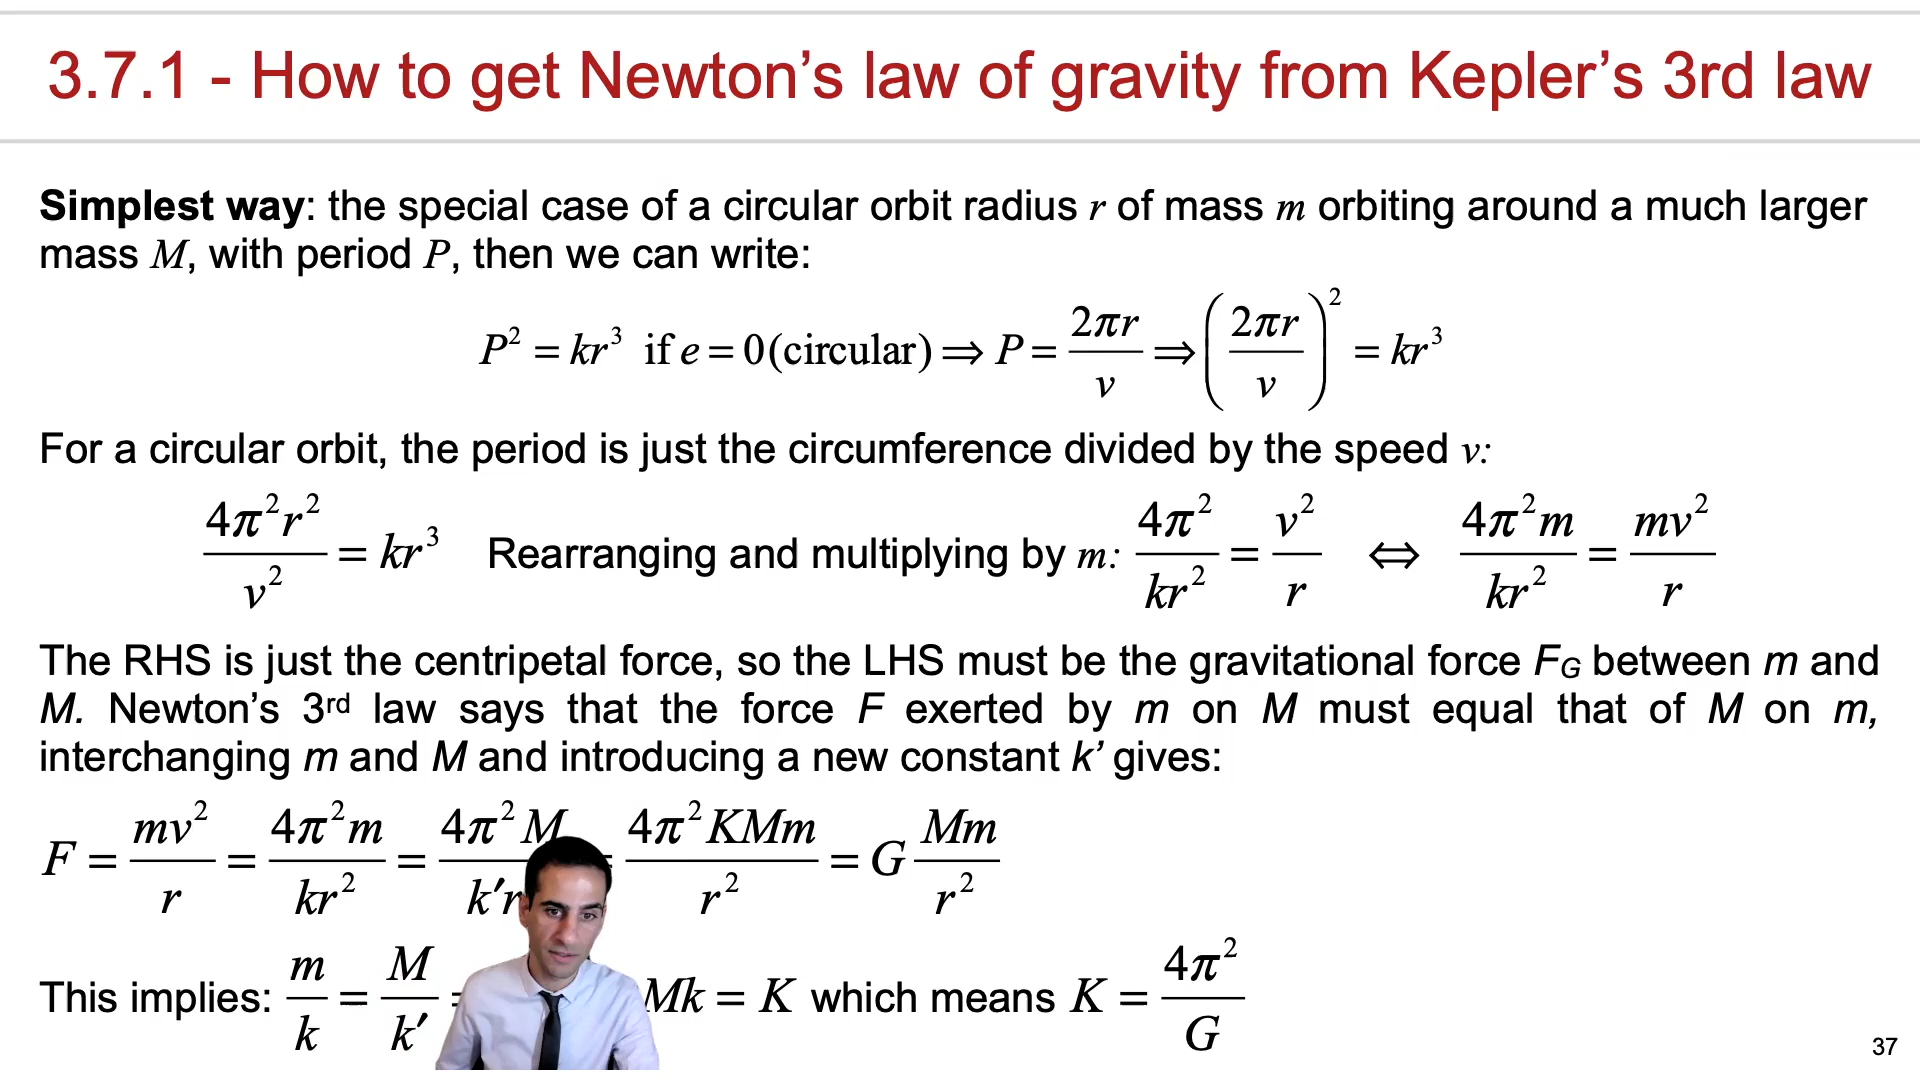 3.7.1 - How to get Newton’s law of gravity from Kepler’s 3rd law
Simplest way: the special case of a circular orbit radius r of mass m orbiting around a much larger
mass M, with period P, then we can write:
P² = kr³ if e = 0(circular) ⇒ P = 2πr/v ⇒ (2πr/v)² = kr³
For a circular orbit, the period is just the circumference divided by the speed v:
4π²r²/v² = kr³ Rearranging and multiplying by m: 4π²/kr² = v²/r ⇔ 4π²m/kr² = mv²/r
The RHS is just the centripetal force, so the LHS must be the gravitational force F_G between m and
M. Newton’s 3rd law says that the force F exerted by m on M must equal that of M on m,
interchanging m and M and introducing a new constant k’ gives:
F = mv²/r = 4π²m/kr² = 4π²M/k′r = 4π²KMm/r² = G Mm/r²
This implies: m/k = M/k′ = Mk = K which means K = 4π²/G
37